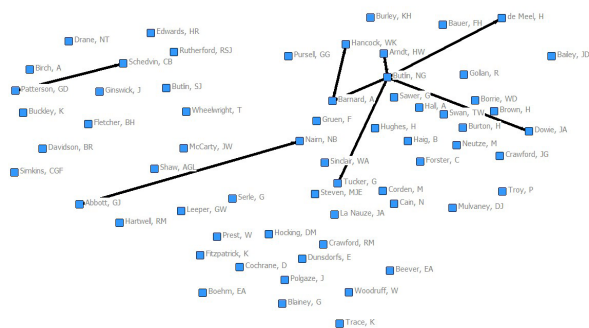 Burley, KH
de Meel, H
Bauer, FH
Edwards, HR
Drane, NT
Hancock, WK
Rutherford, RSJ
Arndt, HW
Pursell, GG
Bailey, JD
Schedvin, CB
Birch, A
Gollan, R
Butlin, NG
Butlin, SJ
Patterson, GD
Ginswick, J
Sawer, G
Barnard, A
Borrie, WD
Hall, A
Buckley, K
Wheelwright, T
Brown, H
Swan, TW
Gruen, F
Fletcher, BH
Hughes, H
Burton, H
Dowie, JA
Nairn, NB
Haig, B
Neutze, M
Davidson, BR
McCarty, JW
Crawford, JG
Sinclair, WA
Forster, C
Shaw, AGL
Simkins, CGF
Tucker, G
Corden, M
Troy, P
Steven, MJE
Serle, G
Abbott, GJ
Cain, N
Mulvaney, DJ
Leeper, GW
La Nauze, JA
Hartwell, RM
Hocking, DM
Prest, W
Crawford, RM
Fitzpatrick, K
Dunsdorfs, E
Cochrane, D
Beever, EA
Polgaze, J
Boehm, EA
Woodruff, W
Blainey, G
Trace, K